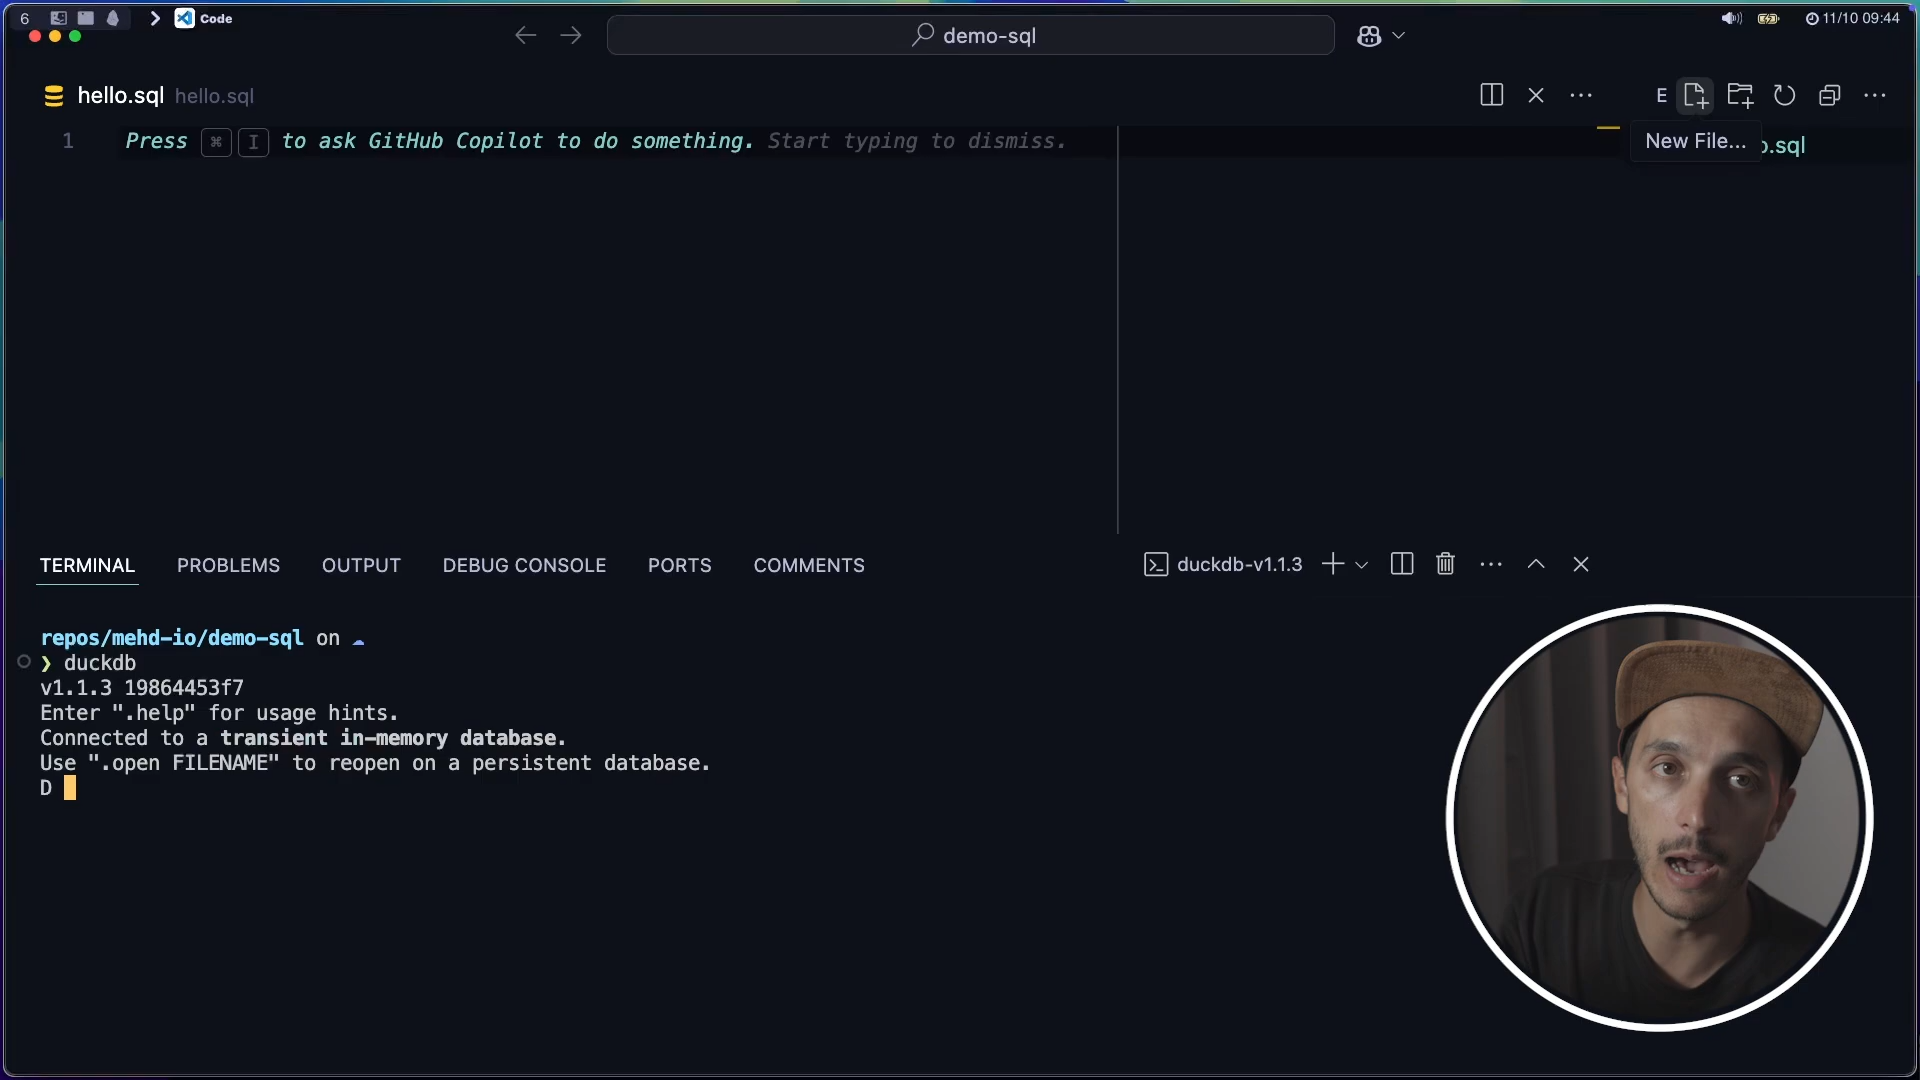 6 Code 11/10 09:44
demo-sql
hello.sql hello.sql E
1 Press ⌘ I to ask GitHub Copilot to do something. Start typing to dismiss.
New File... o.sql
TERMINAL PROBLEMS OUTPUT DEBUG CONSOLE PORTS COMMENTS duckdb-v1.1.3
repos/mehd-io/demo-sql on
❯ duckdb
v1.1.3 19864453f7
Enter ".help" for usage hints.
Connected to a transient in-memory database.
Use ".open FILENAME" to reopen on a persistent database.
D